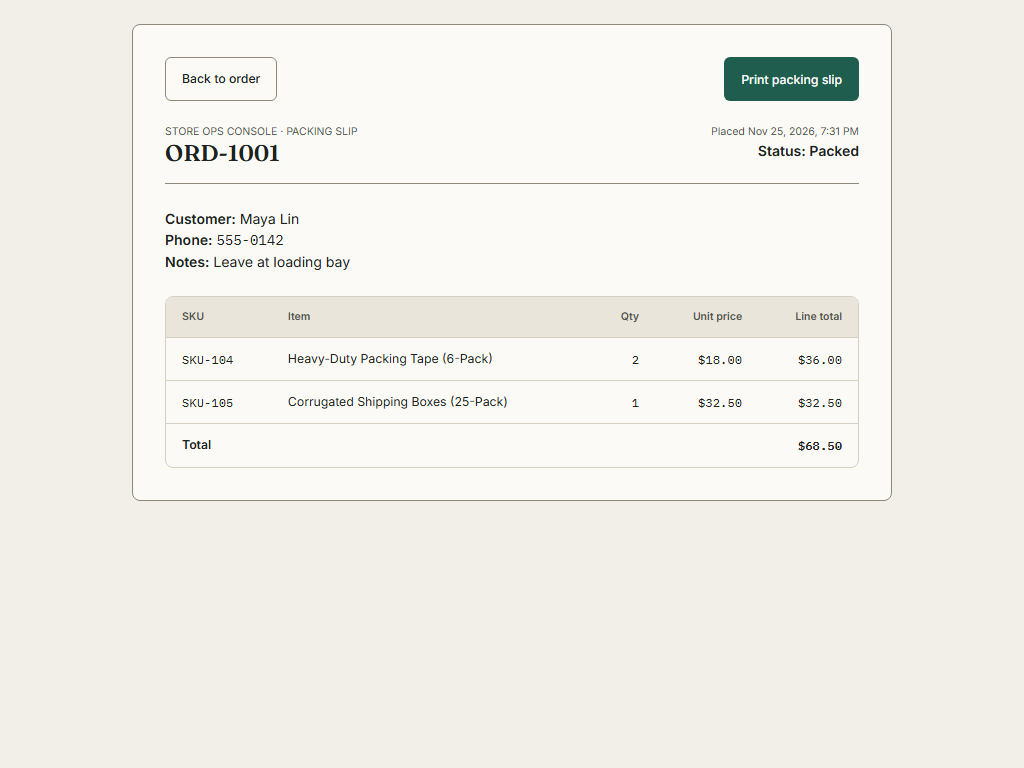 Back to order
Print packing slip
STORE OPS CONSOLE · PACKING SLIP
Placed Nov 25, 2026, 7:31 PM
ORD-1001
Status: Packed
Customer: Maya Lin
Phone: 555-0142
Notes: Leave at loading bay
SKU Item Qty Unit price Line total
SKU-104 Heavy-Duty Packing Tape (6-Pack) 2 $18.00 $36.00
SKU-105 Corrugated Shipping Boxes (25-Pack) 1 $32.50 $32.50
Total $68.50